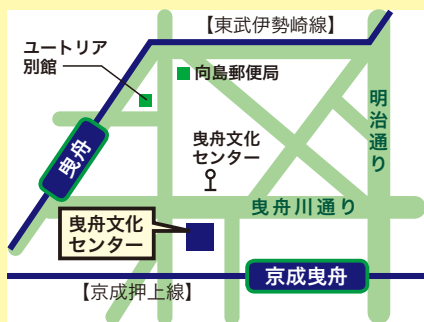 【東武伊勢崎線】
ユートリア
別館
向島郵便局
明治通り
曳舟
曳舟文化
センター
曳舟川通り
曳舟文化
センター
京成曳舟
【京成押上線】